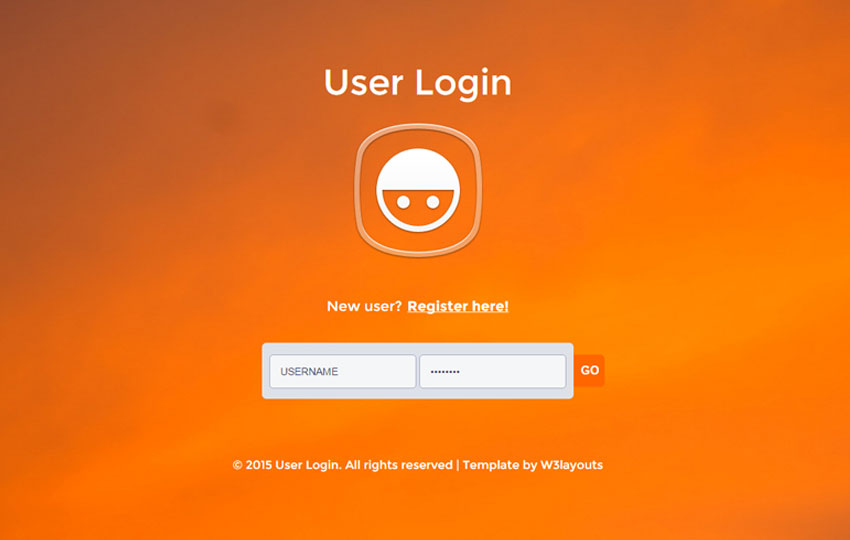 User Login
New user? Register here!
USERNAME
••••••••
GO
© 2015 User Login. All rights reserved | Template by W3layouts